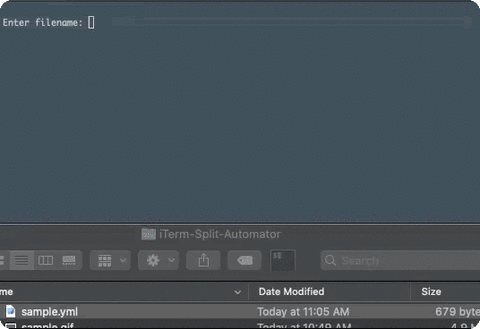 Enter filename:
iTerm-Split-Automator
Search
me Date Modified Size
sample.yml Today at 11:05 AM 679 byte
sample.gif Today at 10:49 AM 4.9